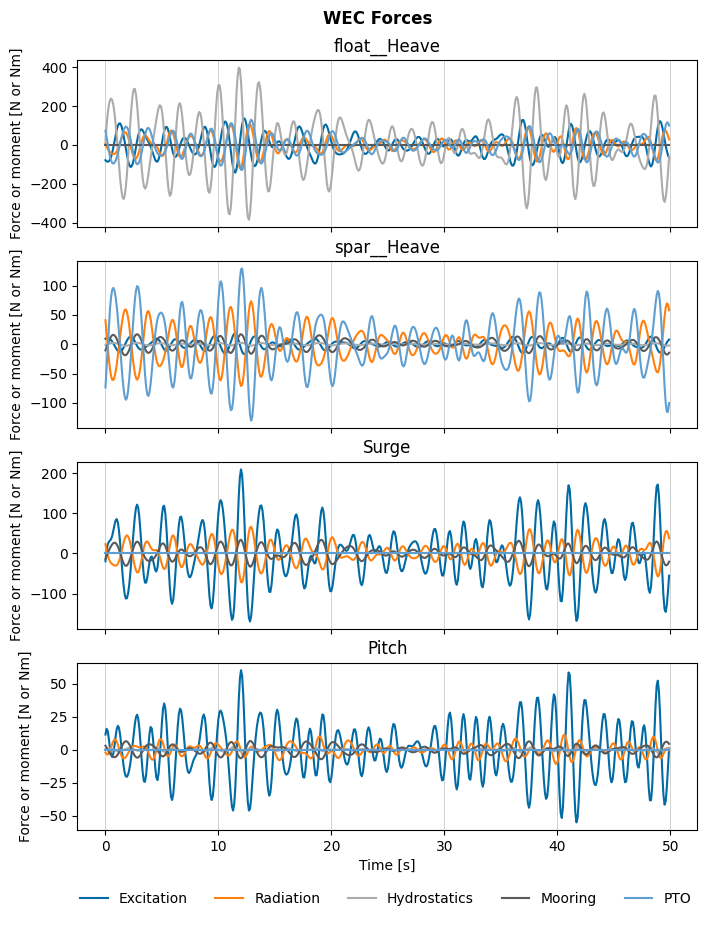 WEC Forces
float__Heave
Force or moment [N or Nm]
400
200
0
−200
−400
spar__Heave
Force or moment [N or Nm]
100
50
0
−50
−100
Surge
Force or moment [N or Nm]
200
100
0
−100
Pitch
Force or moment [N or Nm]
50
25
0
−25
−50
0 10 20 30 40 50
Time [s]
Excitation Radiation Hydrostatics Mooring PTO